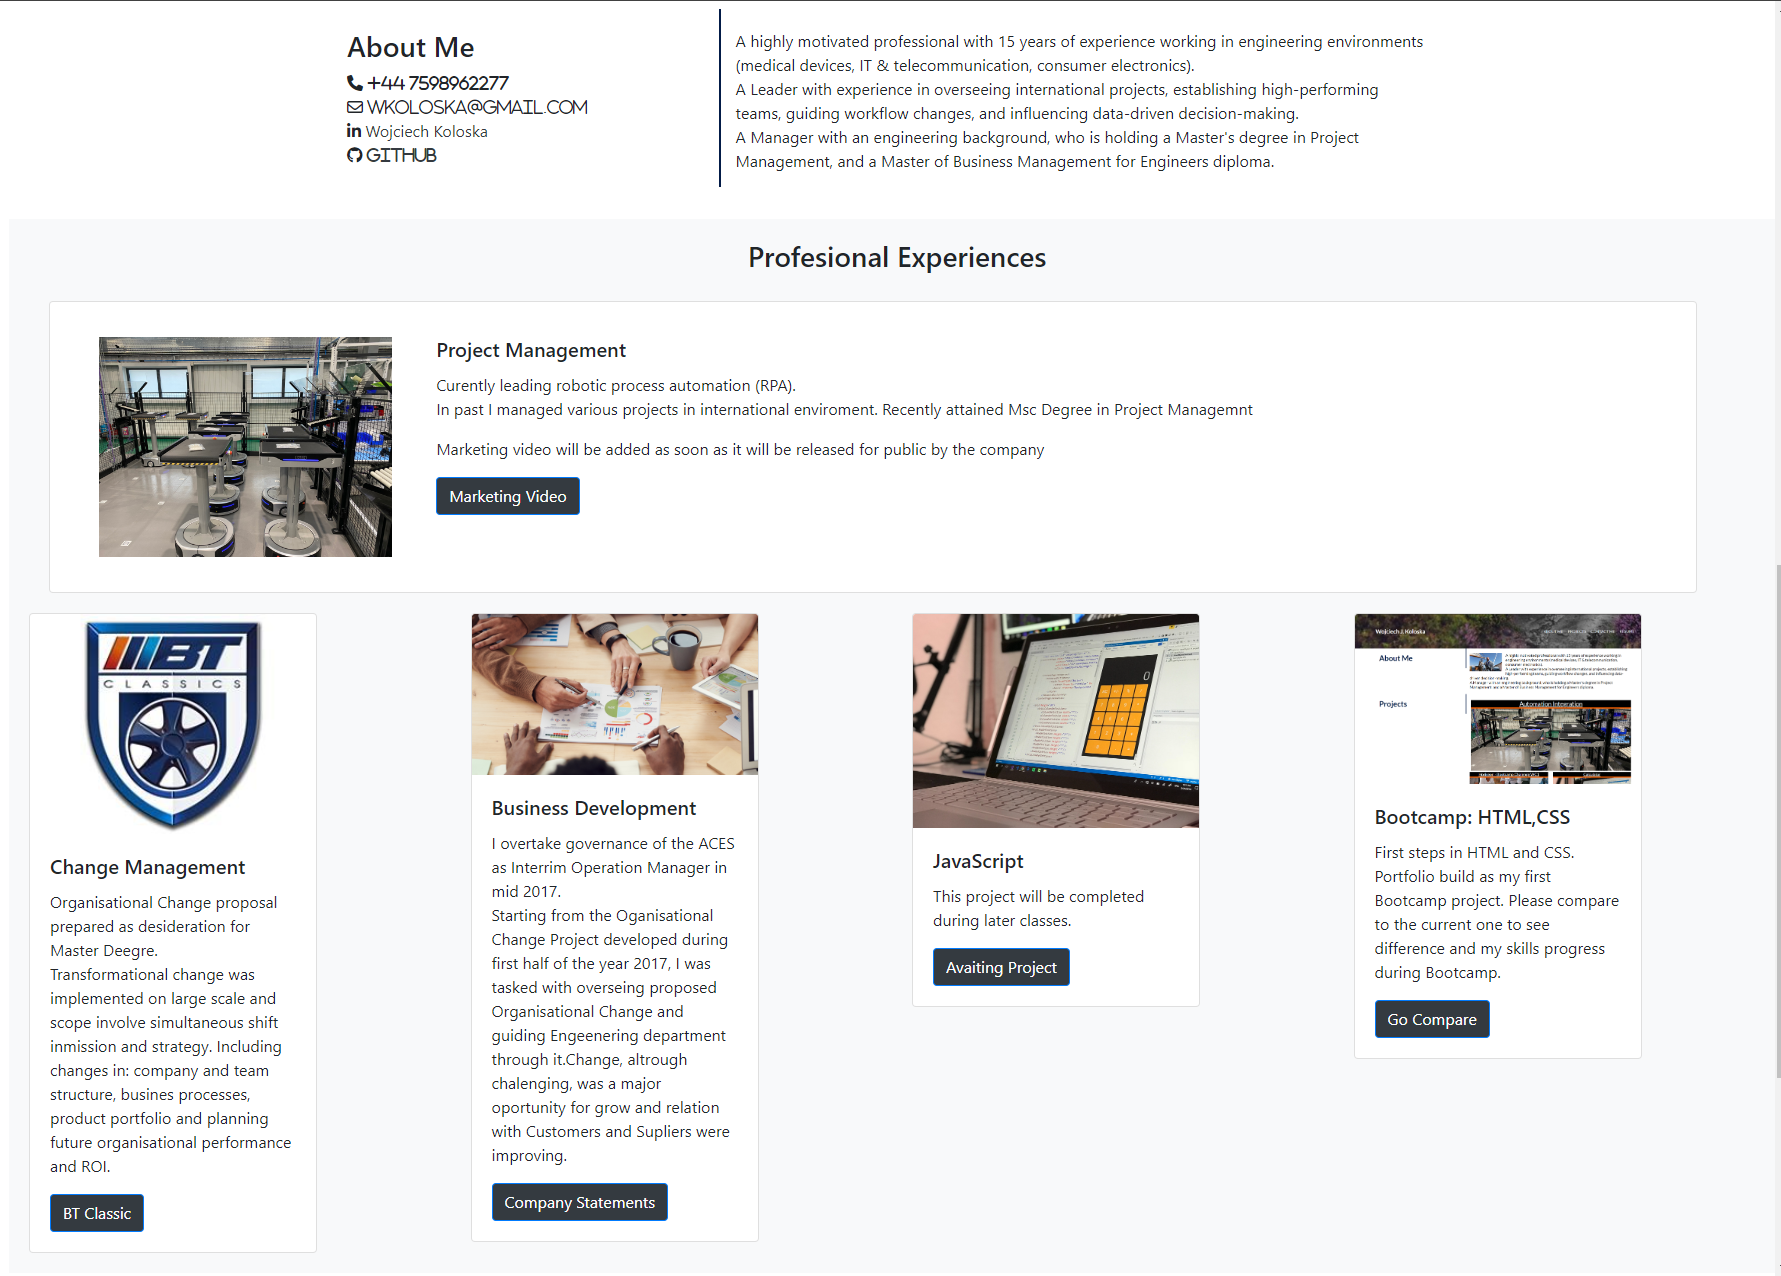 About Me
+44 7598962277
WKOLOSKA@GMAIL.COM
Wojciech Koloska
GITHUB
A highly motivated professional with 15 years of experience working in engineering environments
(medical devices, IT & telecommunication, consumer electronics).
A Leader with experience in overseeing international projects, establishing high-performing
teams, guiding workflow changes, and influencing data-driven decision-making.
A Manager with an engineering background, who is holding a Master's degree in Project
Management, and a Master of Business Management for Engineers diploma.
Profesional Experiences
Project Management
Curently leading robotic process automation (RPA).
In past I managed various projects in international enviroment. Recently attained Msc Degree in Project Managemnt
Marketing video will be added as soon as it will be released for public by the company
Marketing Video
BT
CLASSICS
Change Management
Organisational Change proposal
prepared as desideration for
Master Deegre.
Transformational change was
implemented on large scale and
scope involve simultaneous shift
inmission and strategy. Including
changes in: company and team
structure, busines processes,
product portfolio and planning
future organisational performance
and ROI.
BT Classic
Business Development
I overtake governance of the ACES
as Interrim Operation Manager in
mid 2017.
Starting from the Oganisational
Change Project developed during
first half of the year 2017, I was
tasked with overseing proposed
Organisational Change and
guiding Engeenering department
through it.Change, altrough
chalenging, was a major
oportunity for grow and relation
with Customers and Supliers were
improving.
Company Statements
0
JavaScript
This project will be completed
during later classes.
Avaiting Project
Wojciech J. Koloska
About Me
Projects
Automation Integration
Bootcamp: HTML,CSS
First steps in HTML and CSS.
Portfolio build as my first
Bootcamp project. Please compare
to the current one to see
difference and my skills progress
during Bootcamp.
Go Compare